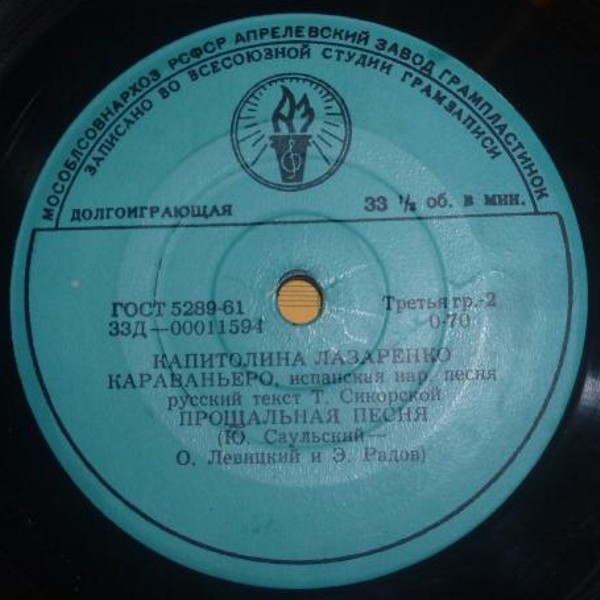 МОСОБЛСОВНАРХОЗ РСФСР АПРЕЛЕВСКИЙ ЗАВОД ГРАМПЛАСТИНОК
ЗАПИСАНО ВО ВСЕСОЮЗНОЙ СТУДИИ ГРАМЗАПИСИ
АЗ
ДОЛГОИГРАЮЩАЯ 33 ⅓ об. в мин.
ГОСТ 5289-61 Третья гр.-2
33Д—00011594 0-70
КАПИТОЛИНА ЛАЗАРЕНКО
КАРАВАНЬЕРО, испанская нар. песня
русский текст Т. Сикорской
ПРОЩАЛЬНАЯ ПЕСНЯ
(Ю. Саульский—
О. Левицкий и Э. Радов)